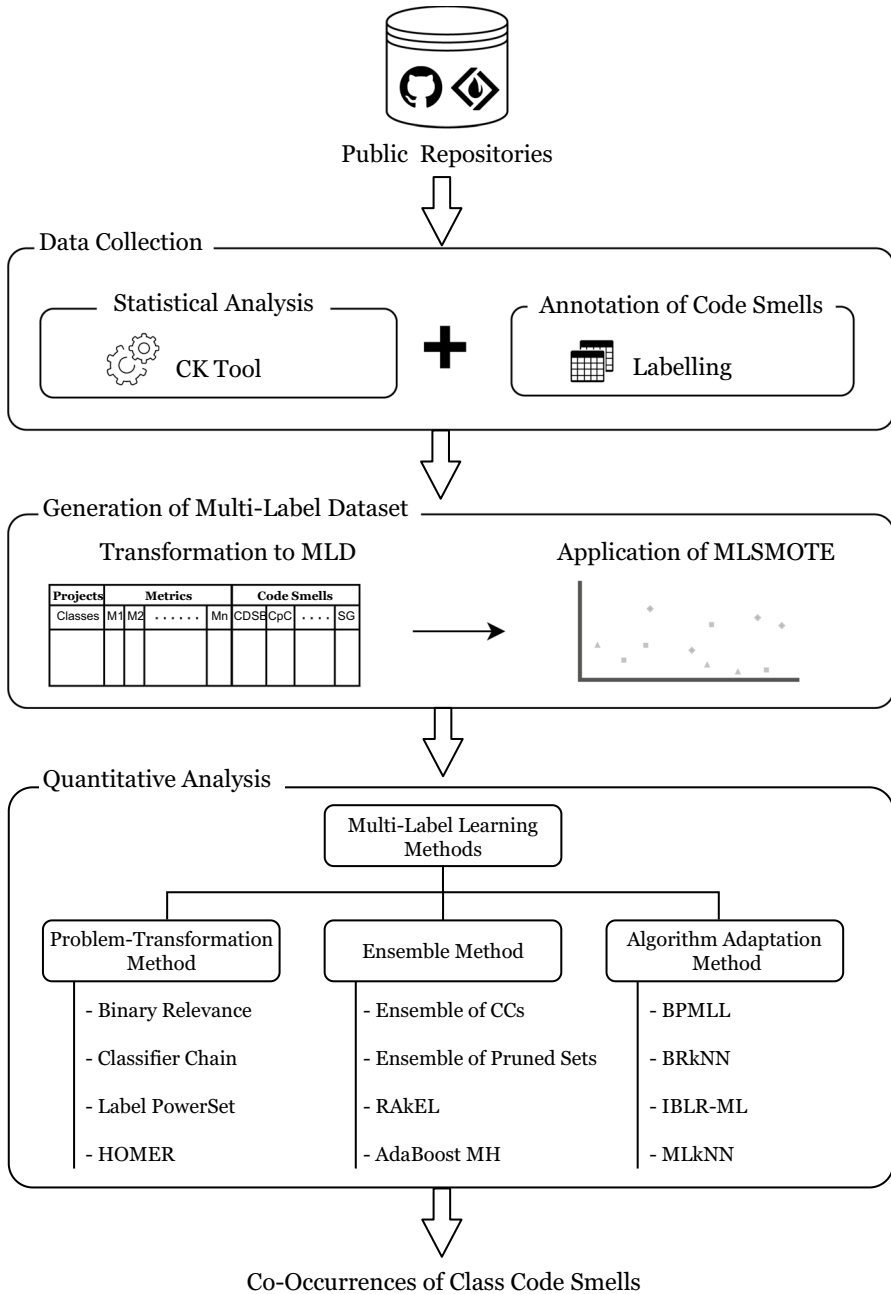 Public Repositories
Data Collection
Statistical Analysis
CK Tool
Annotation of Code Smells
Labelling
Generation of Multi-Label Dataset
Transformation to MLD
Projects Metrics Code Smells
Classes M1 M2 ...... Mn CDSB CpC .... SG
Application of MLSMOTE
Quantitative Analysis
Multi-Label Learning
Methods
Problem-Transformation
Method
- Binary Relevance
- Classifier Chain
- Label PowerSet
- HOMER
Ensemble Method
- Ensemble of CCs
- Ensemble of Pruned Sets
- RAkEL
- AdaBoost MH
Algorithm Adaptation
Method
- BPMLL
- BRkNN
- IBLR-ML
- MLkNN
Co-Occurrences of Class Code Smells